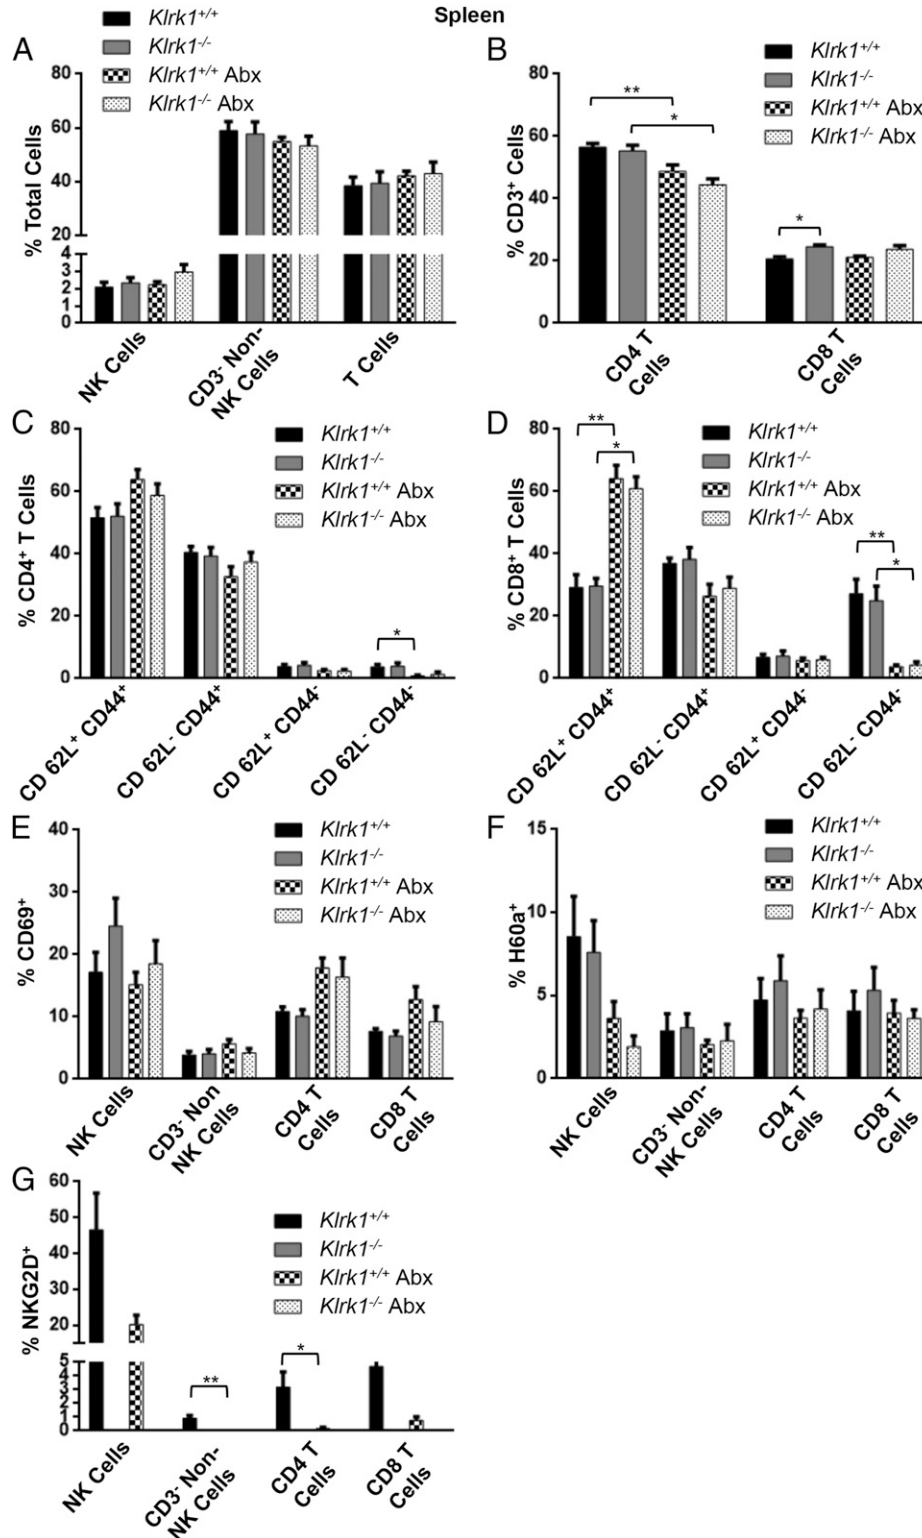 Spleen
A
Klrk1+/+
Klrk1-/-
Klrk1+/+ Abx
Klrk1-/- Abx
% Total Cells
80
60
40
20
4
3
2
1
0
NK Cells
CD3- Non-
NK Cells
T Cells
B
Klrk1+/+
Klrk1-/-
Klrk1+/+ Abx
Klrk1-/- Abx
% CD3+ Cells
80
60
40
20
0
**
*
*
CD4 T
Cells
CD8 T
Cells
C
Klrk1+/+
Klrk1-/-
Klrk1+/+ Abx
Klrk1-/- Abx
% CD4+ T Cells
80
60
40
20
0
*
CD 62L+ CD44+
CD 62L- CD44+
CD 62L+ CD44-
CD 62L- CD44-
D
Klrk1+/+
Klrk1-/-
Klrk1+/+ Abx
Klrk1-/- Abx
% CD8+ T Cells
80
60
40
20
0
**
*
**
*
CD 62L+ CD44+
CD 62L- CD44+
CD 62L+ CD44-
CD 62L- CD44-
E
Klrk1+/+
Klrk1-/-
Klrk1+/+ Abx
Klrk1-/- Abx
% CD69+
40
30
20
10
0
NK Cells
CD3- Non
NK Cells
CD4 T
Cells
CD8 T
Cells
F
Klrk1+/+
Klrk1-/-
Klrk1+/+ Abx
Klrk1-/- Abx
% H60a+
15
10
5
0
NK Cells
CD3- Non-
NK Cells
CD4 T
Cells
CD8 T
Cells
G
Klrk1+/+
Klrk1-/-
Klrk1+/+ Abx
Klrk1-/- Abx
% NKG2D+
60
50
40
30
20
5
4
3
2
1
0
**
*
NK Cells
CD3- Non-
NK Cells
CD4 T
Cells
CD8 T
Cells